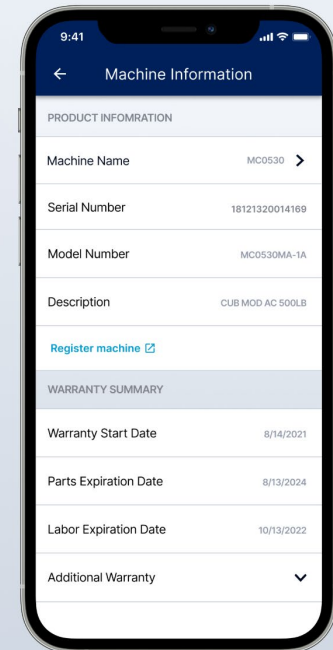 9:41
Machine Information
PRODUCT INFOMRATION
Machine Name MC0530
Serial Number 18121320014169
Model Number MC0530MA-1A
Description CUB MOD AC 500LB
Register machine
WARRANTY SUMMARY
Warranty Start Date 8/14/2021
Parts Expiration Date 8/13/2024
Labor Expiration Date 10/13/2022
Additional Warranty